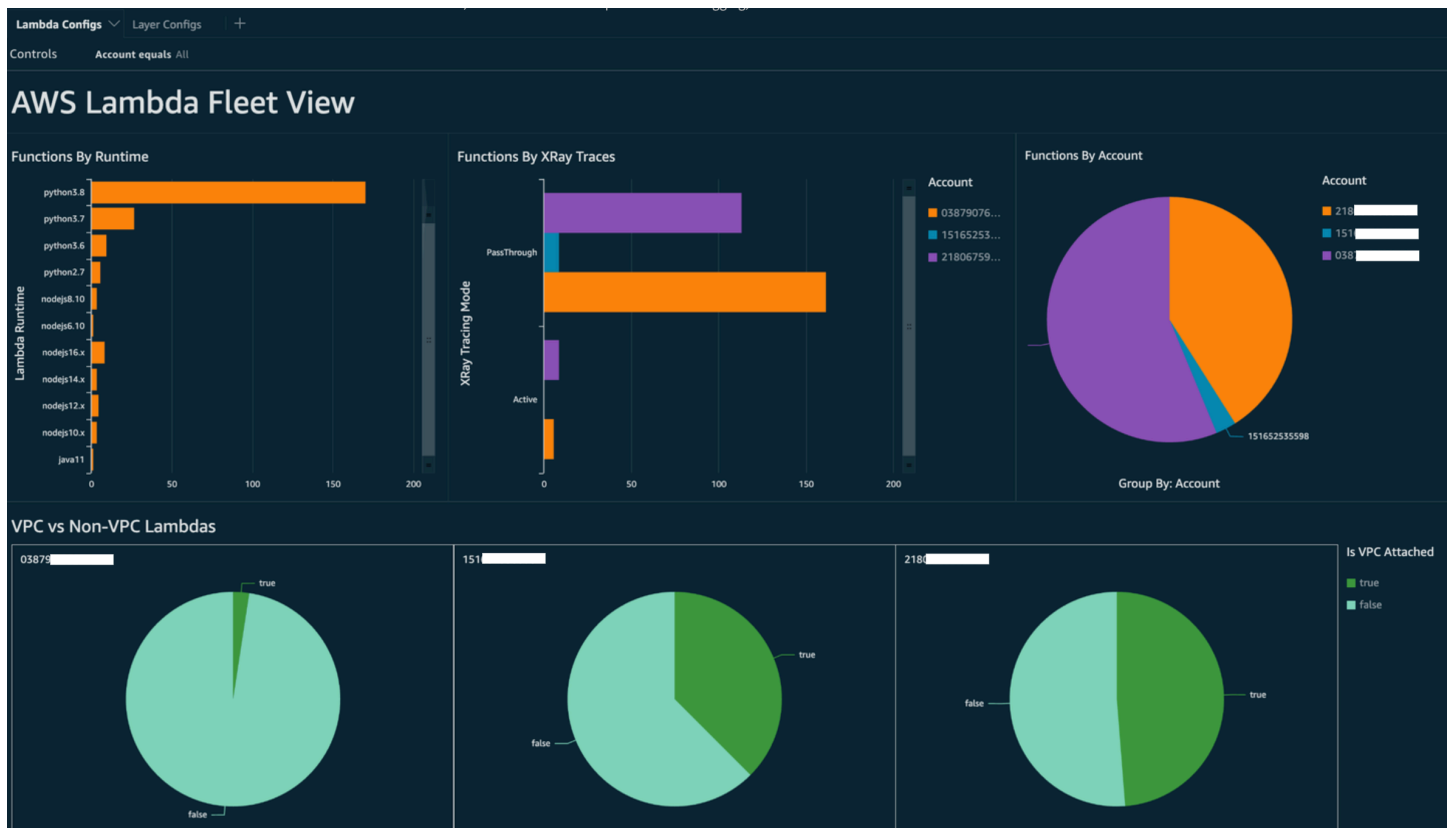 Lambda Configs
Layer Configs
Controls
Account equals All
AWS Lambda Fleet View
Functions By Runtime
Lambda Runtime
python3.8
python3.7
python3.6
python2.7
nodejs8.10
nodejs6.10
nodejs16.x
nodejs14.x
nodejs12.x
nodejs10.x
java11
0 50 100 150 200
Functions By XRay Traces
XRay Tracing Mode
PassThrough
Active
0 50 100 150 200
Account
03879076...
15165253...
21806759...
Functions By Account
Account
218
151
038
151652535598
Group By: Account
VPC vs Non-VPC Lambdas
03879
true
false
151
true
false
2180
true
false
Is VPC Attached
true
false